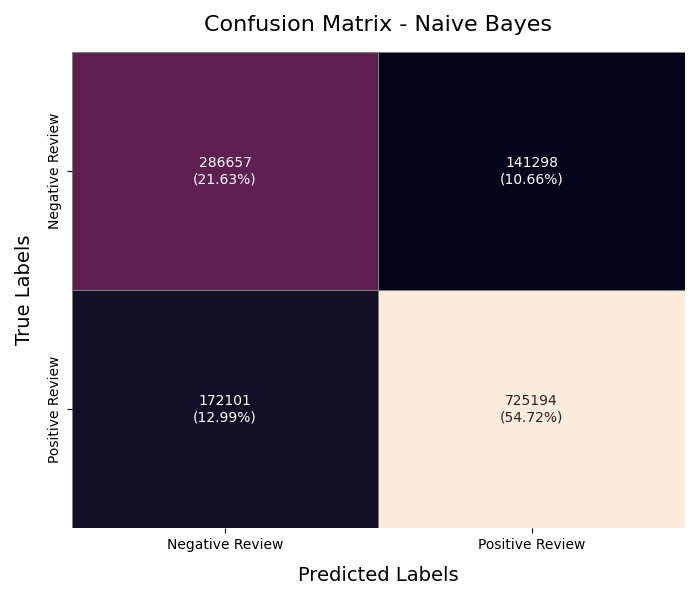 Confusion Matrix - Naive Bayes
True Labels
Negative Review
286657
(21.63%)
141298
(10.66%)
Positive Review
172101
(12.99%)
725194
(54.72%)
Negative Review
Positive Review
Predicted Labels